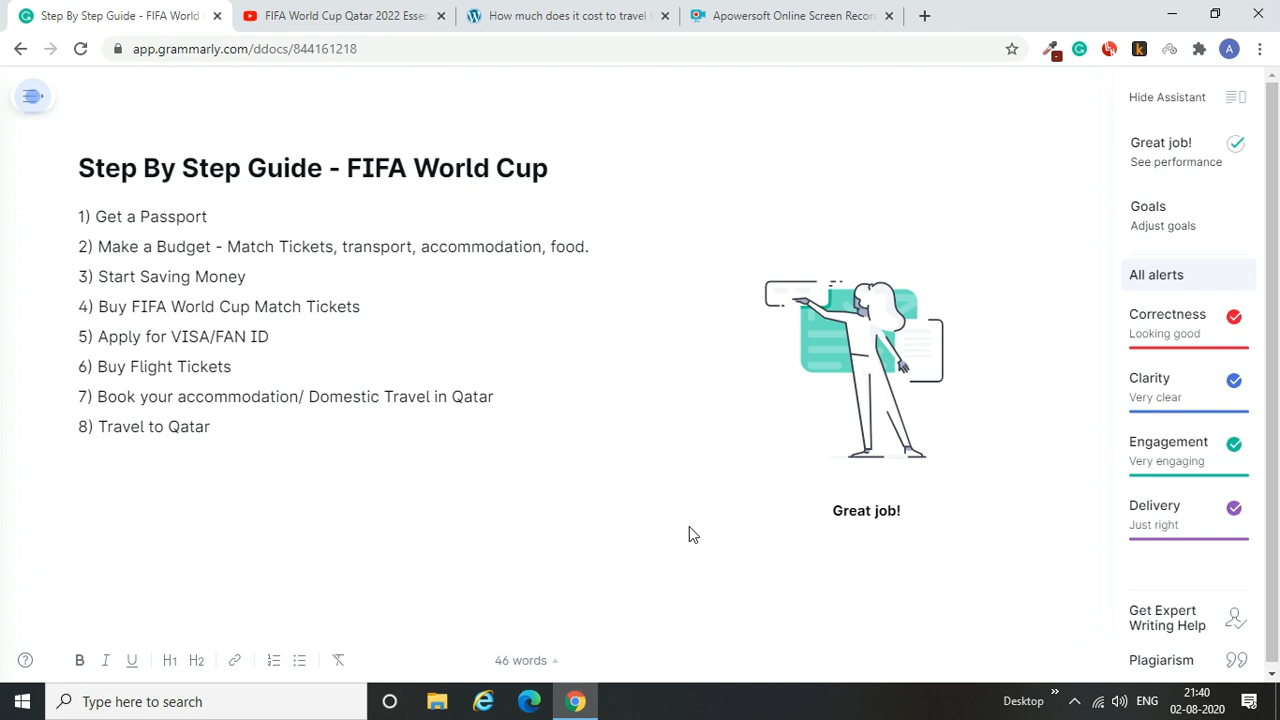 Step By Step Guide - FIFA World
FIFA World Cup Qatar 2022 Esse
How much does it cost to travel t
Apowersoft Online Screen Recor
app.grammarly.com/ddocs/844161218
A
Hide Assistant
Step By Step Guide - FIFA World Cup
1) Get a Passport
2) Make a Budget - Match Tickets, transport, accommodation, food.
3) Start Saving Money
4) Buy FIFA World Cup Match Tickets
5) Apply for VISA/FAN ID
6) Buy Flight Tickets
7) Book your accommodation/ Domestic Travel in Qatar
8) Travel to Qatar
Great job!
Great job!
See performance
Goals
Adjust goals
All alerts
Correctness
Looking good
Clarity
Very clear
Engagement
Very engaging
Delivery
Just right
Get Expert
Writing Help
Plagiarism
B I U H1 H2
46 words
Type here to search
Desktop
ENG
21:40
02-08-2020